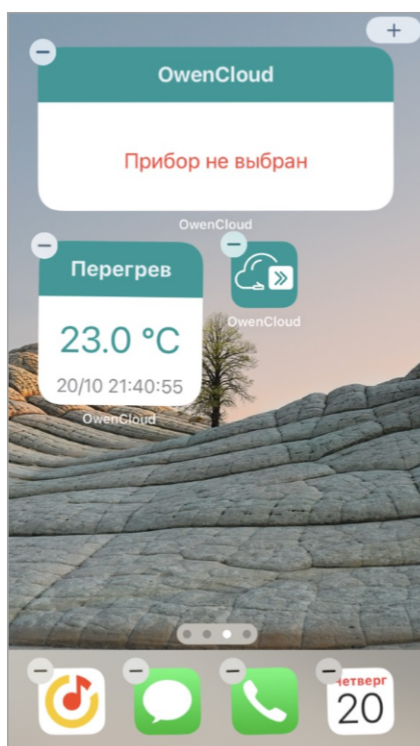 OwenCloud
Прибор не выбран
OwenCloud
Перегрев
23.0 °C
20/10 21:40:55
OwenCloud
OwenCloud
четверг
20